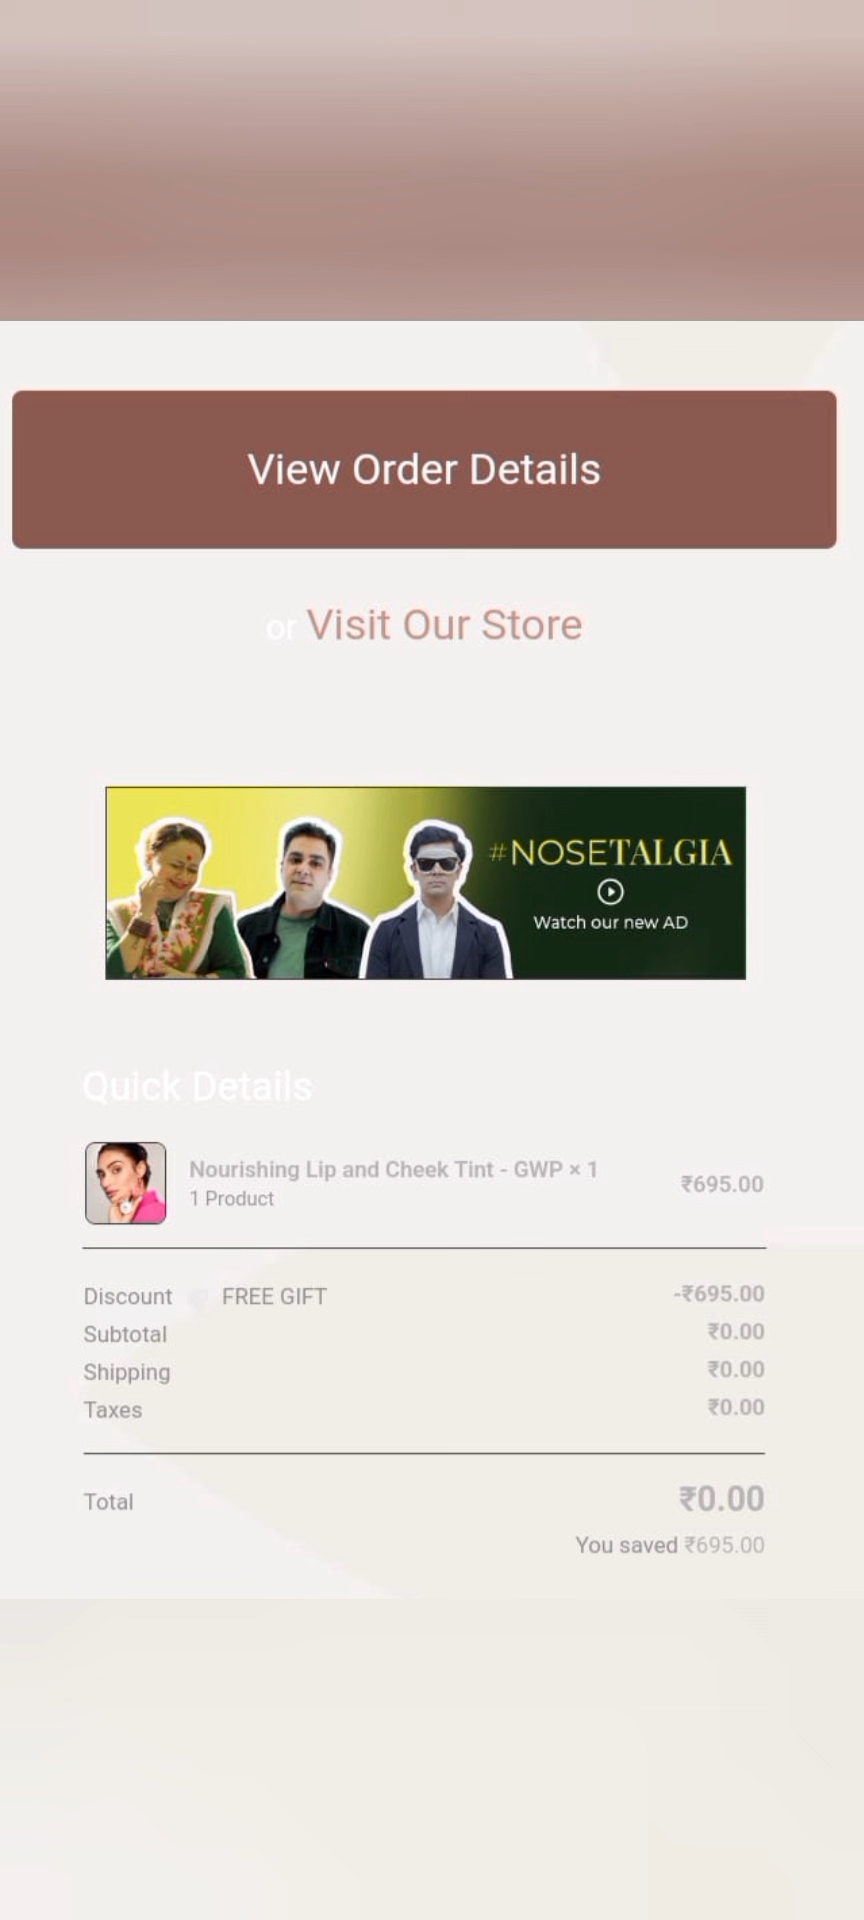 View Order Details
or Visit Our Store
#NOSETALGIA
Watch our new AD
Quick Details
Nourishing Lip and Cheek Tint - GWP × 1
1 Product
₹695.00
Discount FREE GIFT -₹695.00
Subtotal ₹0.00
Shipping ₹0.00
Taxes ₹0.00
Total ₹0.00
You saved ₹695.00